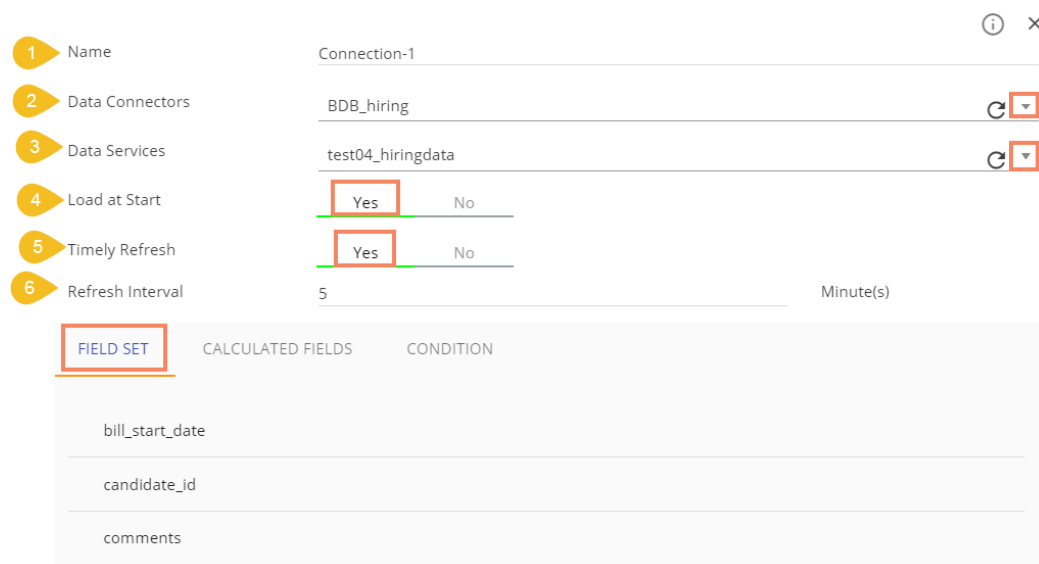 1 Name Connection-1
2 Data Connectors BDB_hiring
3 Data Services test04_hiringdata
4 Load at Start Yes No
5 Timely Refresh Yes No
6 Refresh Interval 5 Minute(s)
FIELD SET CALCULATED FIELDS CONDITION
bill_start_date
candidate_id
comments